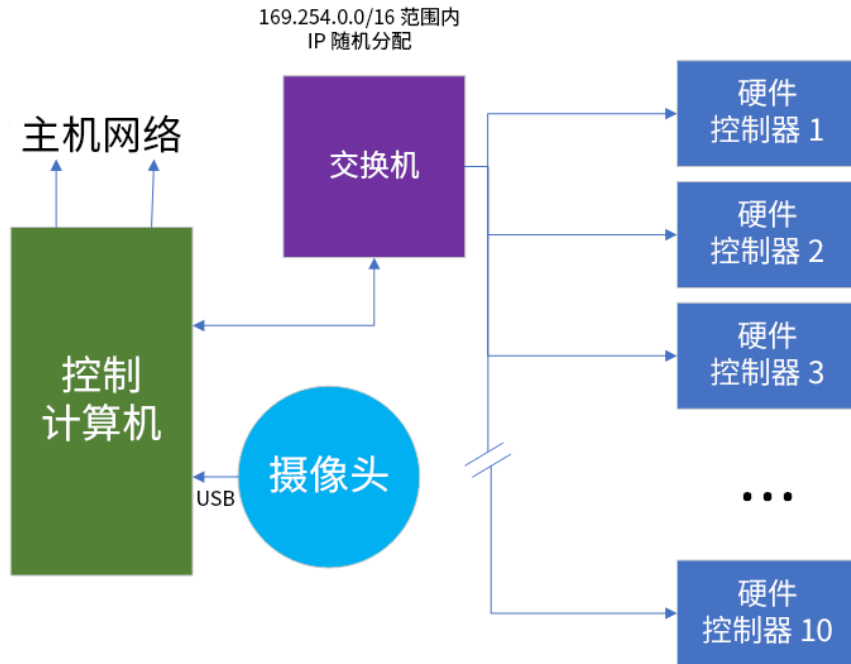 169.254.0.0/16 范围内
IP 随机分配
主机网络
交换机
硬件
控制器 1
硬件
控制器 2
硬件
控制器 3
控制
计算机
摄像头
USB
...
硬件
控制器 10